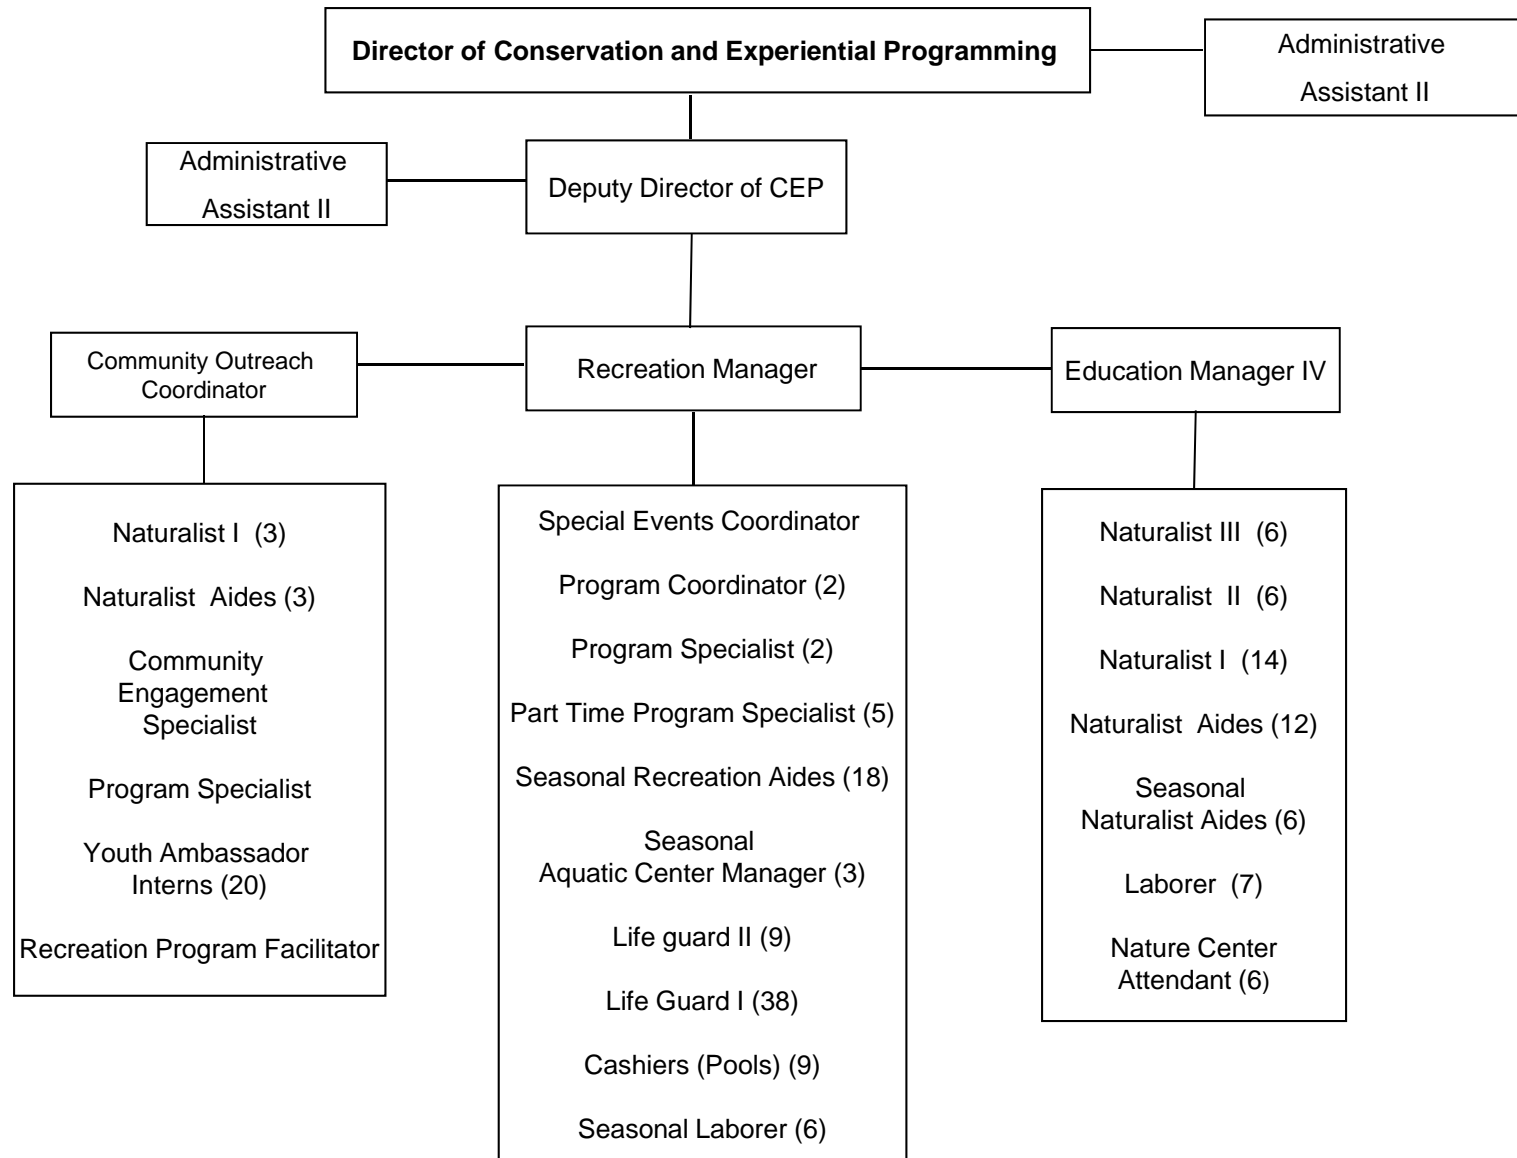 Director of Conservation and Experiential Programming
Administrative
Assistant II
Administrative
Assistant II
Deputy Director of CEP
Community Outreach
Coordinator
Recreation Manager
Education Manager IV
Naturalist I (3)
Naturalist Aides (3)
Community
Engagement
Specialist
Program Specialist
Youth Ambassador
Interns (20)
Recreation Program Facilitator
Special Events Coordinator
Program Coordinator (2)
Program Specialist (2)
Part Time Program Specialist (5)
Seasonal Recreation Aides (18)
Seasonal
Aquatic Center Manager (3)
Life guard II (9)
Life Guard I (38)
Cashiers (Pools) (9)
Seasonal Laborer (6)
Naturalist III (6)
Naturalist II (6)
Naturalist I (14)
Naturalist Aides (12)
Seasonal
Naturalist Aides (6)
Laborer (7)
Nature Center
Attendant (6)